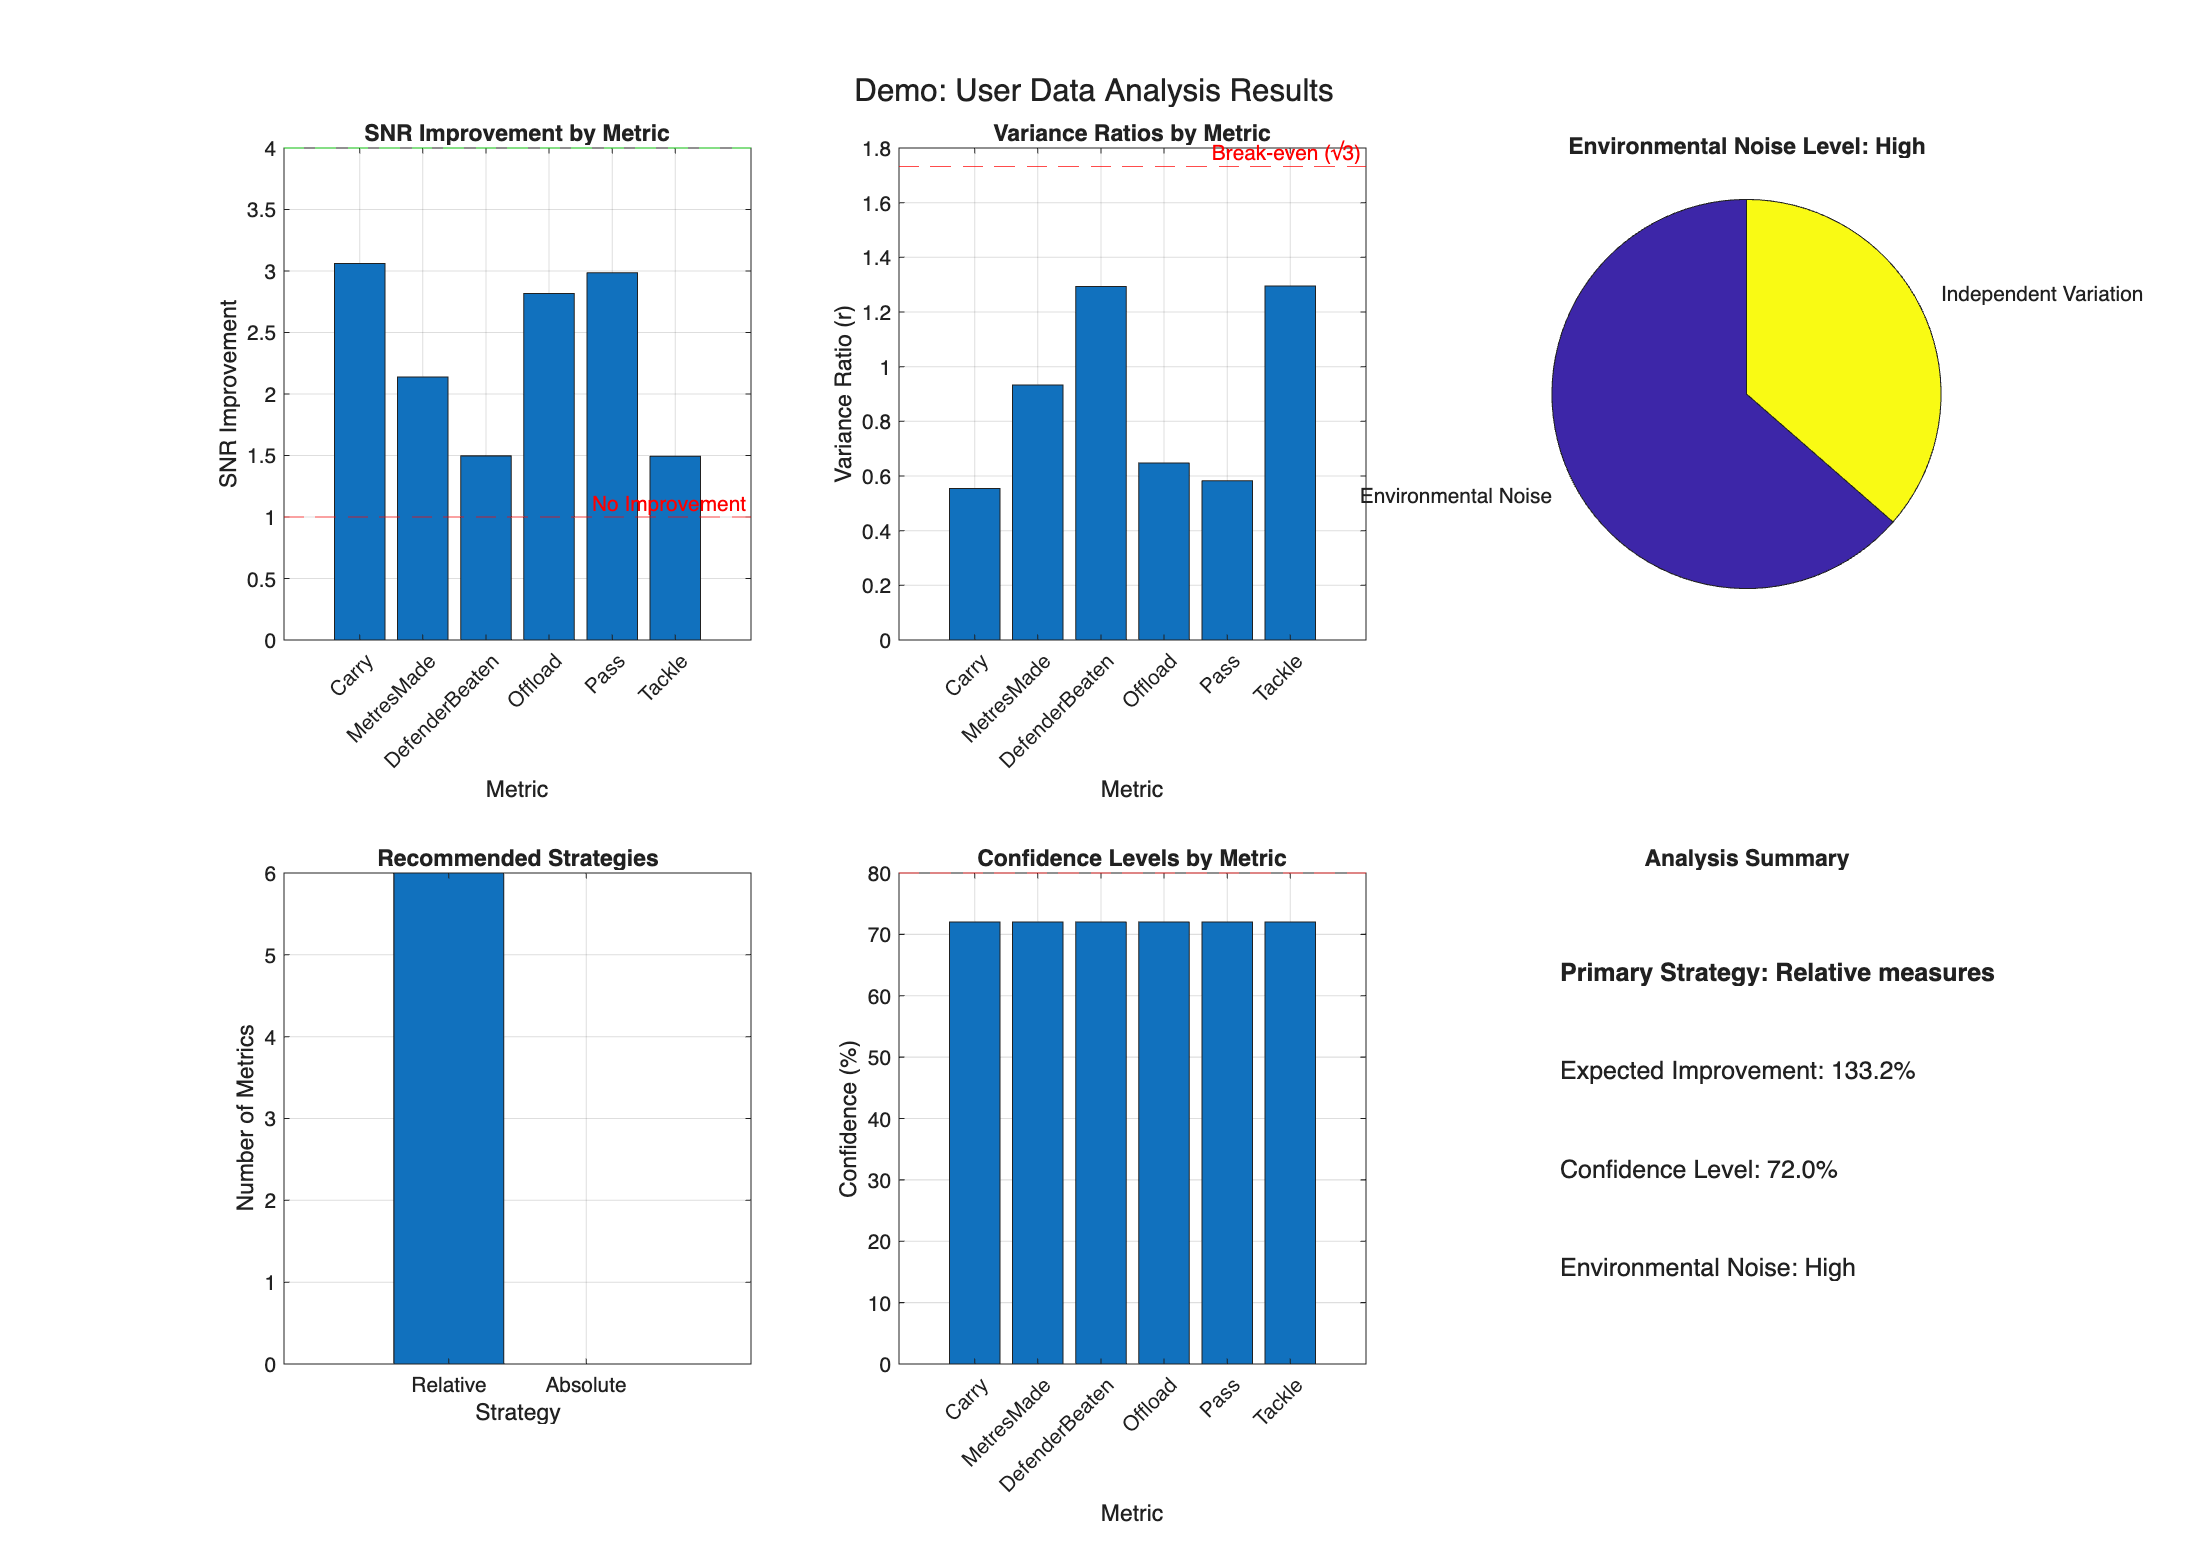 Demo: User Data Analysis Results
SNR Improvement by Metric
4
3.5
3
2.5
2
1.5
1
0.5
0
SNR Improvement
No Improvement
Carry
MetresMade
DefenderBeaten
Offload
Pass
Tackle
Metric
Variance Ratios by Metric
1.8
1.6
1.4
1.2
1
0.8
0.6
0.4
0.2
0
Variance Ratio (r)
Break-even (√3)
Carry
MetresMade
DefenderBeaten
Offload
Pass
Tackle
Metric
Environmental Noise Level: High
Independent Variation
Environmental Noise
Recommended Strategies
6
5
4
3
2
1
0
Number of Metrics
Relative
Absolute
Strategy
Confidence Levels by Metric
80
70
60
50
40
30
20
10
0
Confidence (%)
Carry
MetresMade
DefenderBeaten
Offload
Pass
Tackle
Metric
Analysis Summary
Primary Strategy: Relative measures
Expected Improvement: 133.2%
Confidence Level: 72.0%
Environmental Noise: High